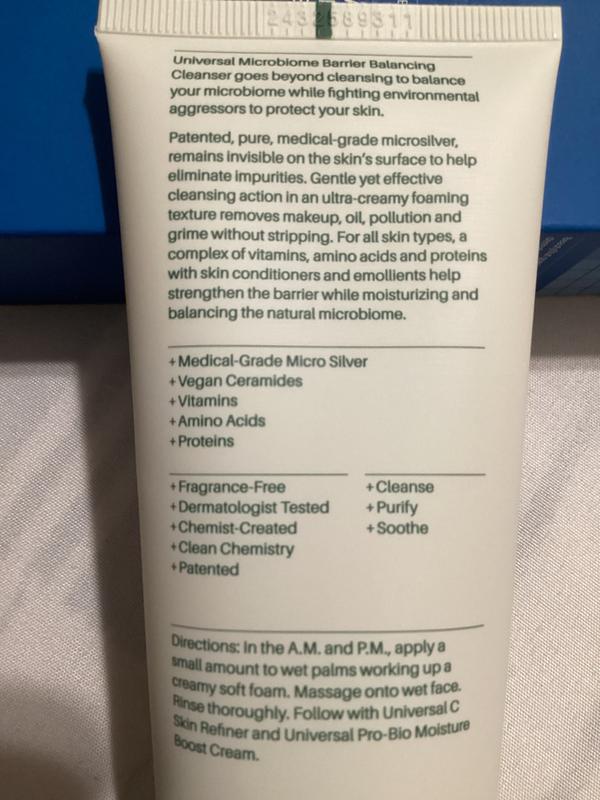 Universal Microbiome Barrier Balancing
Cleanser goes beyond cleansing to balance
your microbiome while fighting environmental
aggressors to protect your skin.
Patented, pure, medical-grade microsilver,
remains invisible on the skin's surface to help
eliminate impurities. Gentle yet effective
cleansing action in an ultra-creamy foaming
texture removes makeup, oil, pollution and
grime without stripping. For all skin types, a
complex of vitamins, amino acids and proteins
with skin conditioners and emollients help
strengthen the barrier while moisturizing and
balancing the natural microbiome.
+Medical-Grade Micro Silver
+Vegan Ceramides
+Vitamins
+Amino Acids
+Proteins
+Fragrance-Free
+Dermatologist Tested
+Chemist-Created
+Clean Chemistry
+Patented
+Cleanse
+Purify
+Soothe
Directions: In the A.M. and P.M., apply a
small amount to wet palms working up a
creamy soft foam. Massage onto wet face.
Rinse thoroughly. Follow with Universal C
Skin Refiner and Universal Pro-Bio Moisture
Boost Cream.